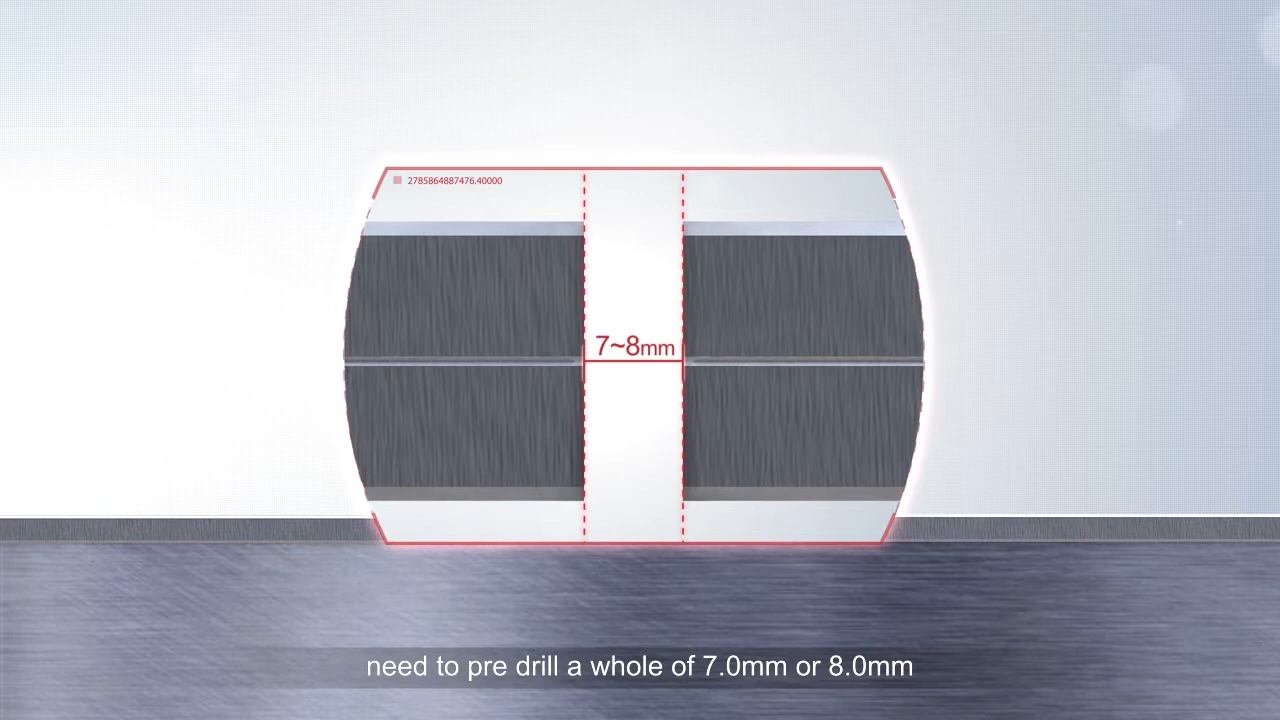 2785864887476.40000
7~8mm
need to pre drill a whole of 7.0mm or 8.0mm